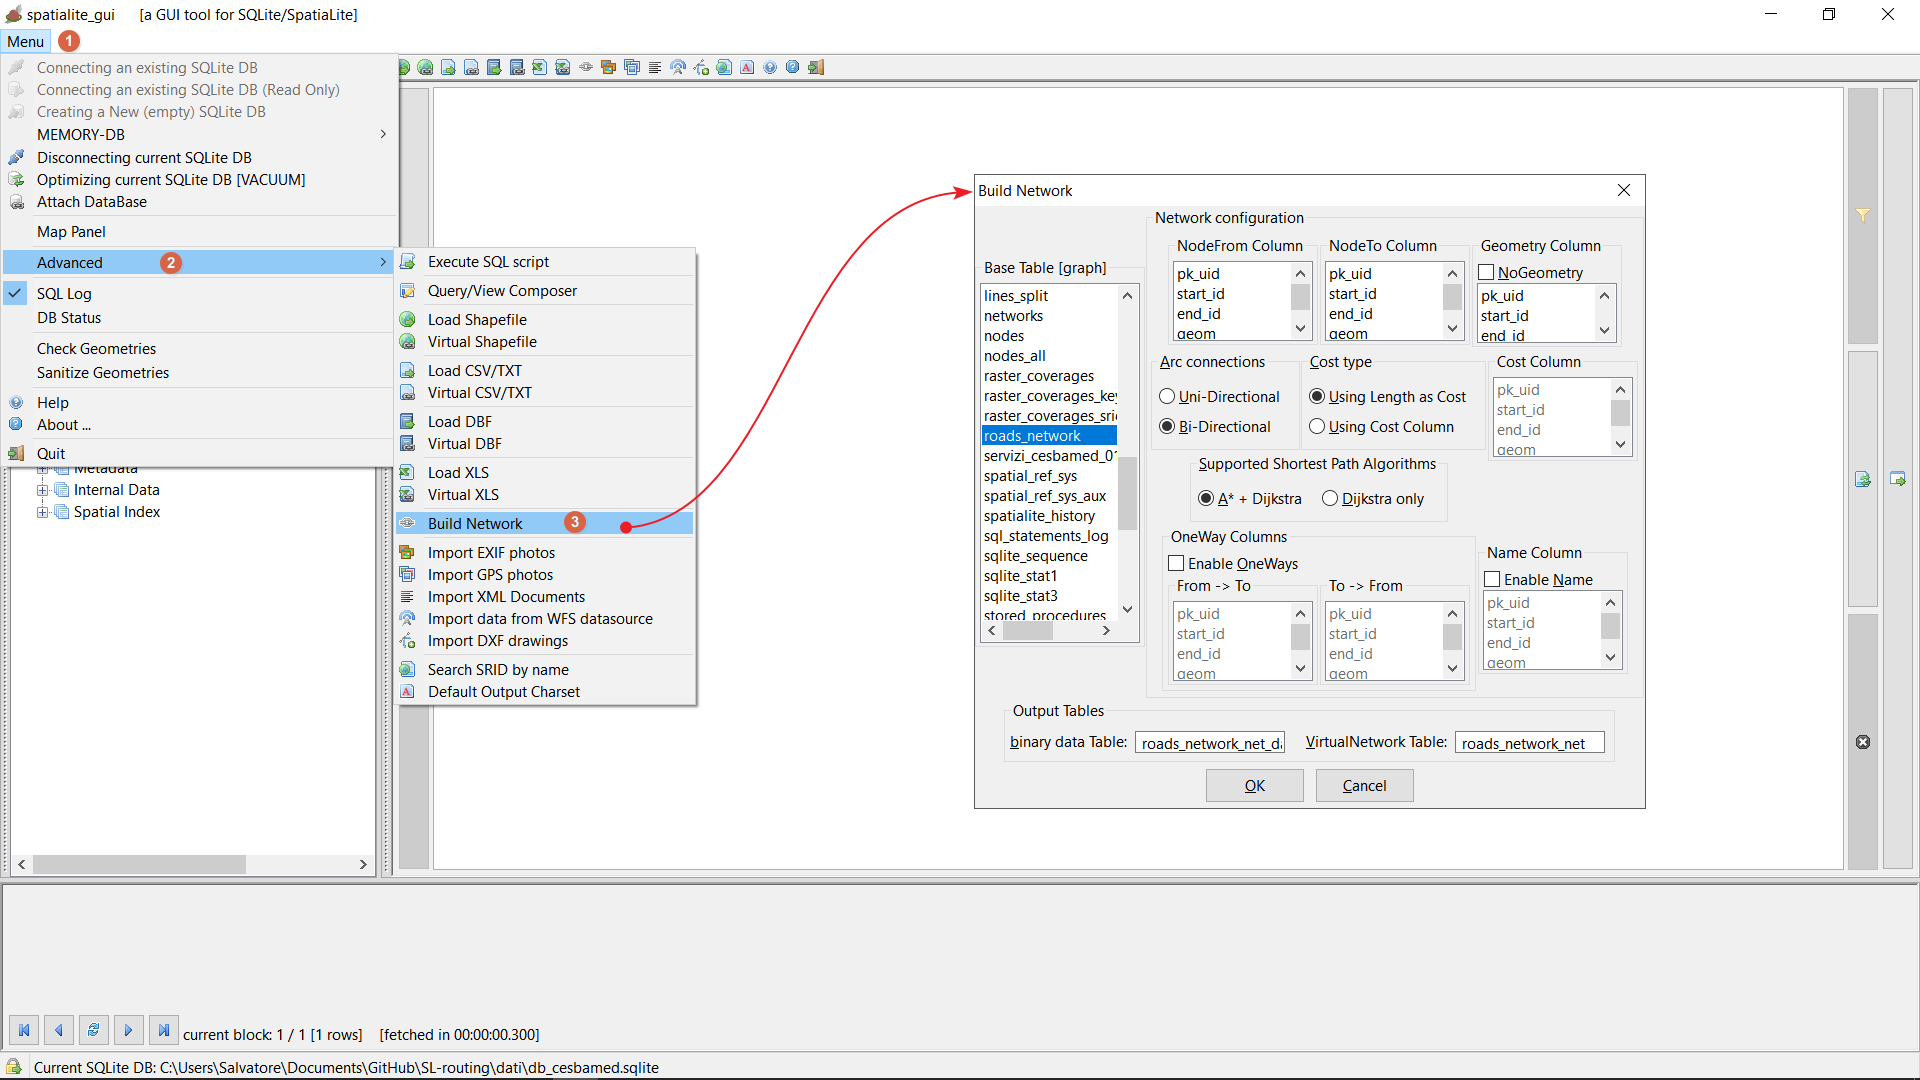 spatialite_gui [a GUI tool for SQLite/SpatiaLite]
Menu 1
Connecting an existing SQLite DB
Connecting an existing SQLite DB (Read Only)
Creating a New (empty) SQLite DB
MEMORY-DB
Disconnecting current SQLite DB
Optimizing current SQLite DB [VACUUM]
Attach DataBase
Map Panel
Advanced 2
SQL Log
DB Status
Check Geometries
Sanitize Geometries
Help
About ...
Quit
Metadata
Internal Data
Spatial Index
Execute SQL script
Query/View Composer
Load Shapefile
Virtual Shapefile
Load CSV/TXT
Virtual CSV/TXT
Load DBF
Virtual DBF
Load XLS
Virtual XLS
Build Network 3
Import EXIF photos
Import GPS photos
Import XML Documents
Import data from WFS datasource
Import DXF drawings
Search SRID by name
Default Output Charset
Build Network
Base Table [graph]
lines_split
networks
nodes
nodes_all
raster_coverages
raster_coverages_key
raster_coverages_srid
roads_network
servizi_cesbamed_01
spatial_ref_sys
spatial_ref_sys_aux
spatialite_history
sql_statements_log
sqlite_sequence
sqlite_stat1
sqlite_stat3
stored_procedures
Network configuration
NodeFrom Column
pk_uid
start_id
end_id
geom
NodeTo Column
pk_uid
start_id
end_id
geom
Geometry Column
NoGeometry
pk_uid
start_id
end_id
Arc connections
Uni-Directional
Bi-Directional
Cost type
Using Length as Cost
Using Cost Column
Cost Column
pk_uid
start_id
end_id
geom
Supported Shortest Path Algorithms
A* + Dijkstra Dijkstra only
OneWay Columns
Enable OneWays
From -> To
pk_uid
start_id
end_id
geom
To -> From
pk_uid
start_id
end_id
geom
Name Column
Enable Name
pk_uid
start_id
end_id
geom
Output Tables
binary data Table: roads_network_net_da VirtualNetwork Table: roads_network_net
OK Cancel
current block: 1 / 1 [1 rows] [fetched in 00:00:00.300]
Current SQLite DB: C:\Users\Salvatore\Documents\GitHub\SL-routing\dati\db_cesbamed.sqlite